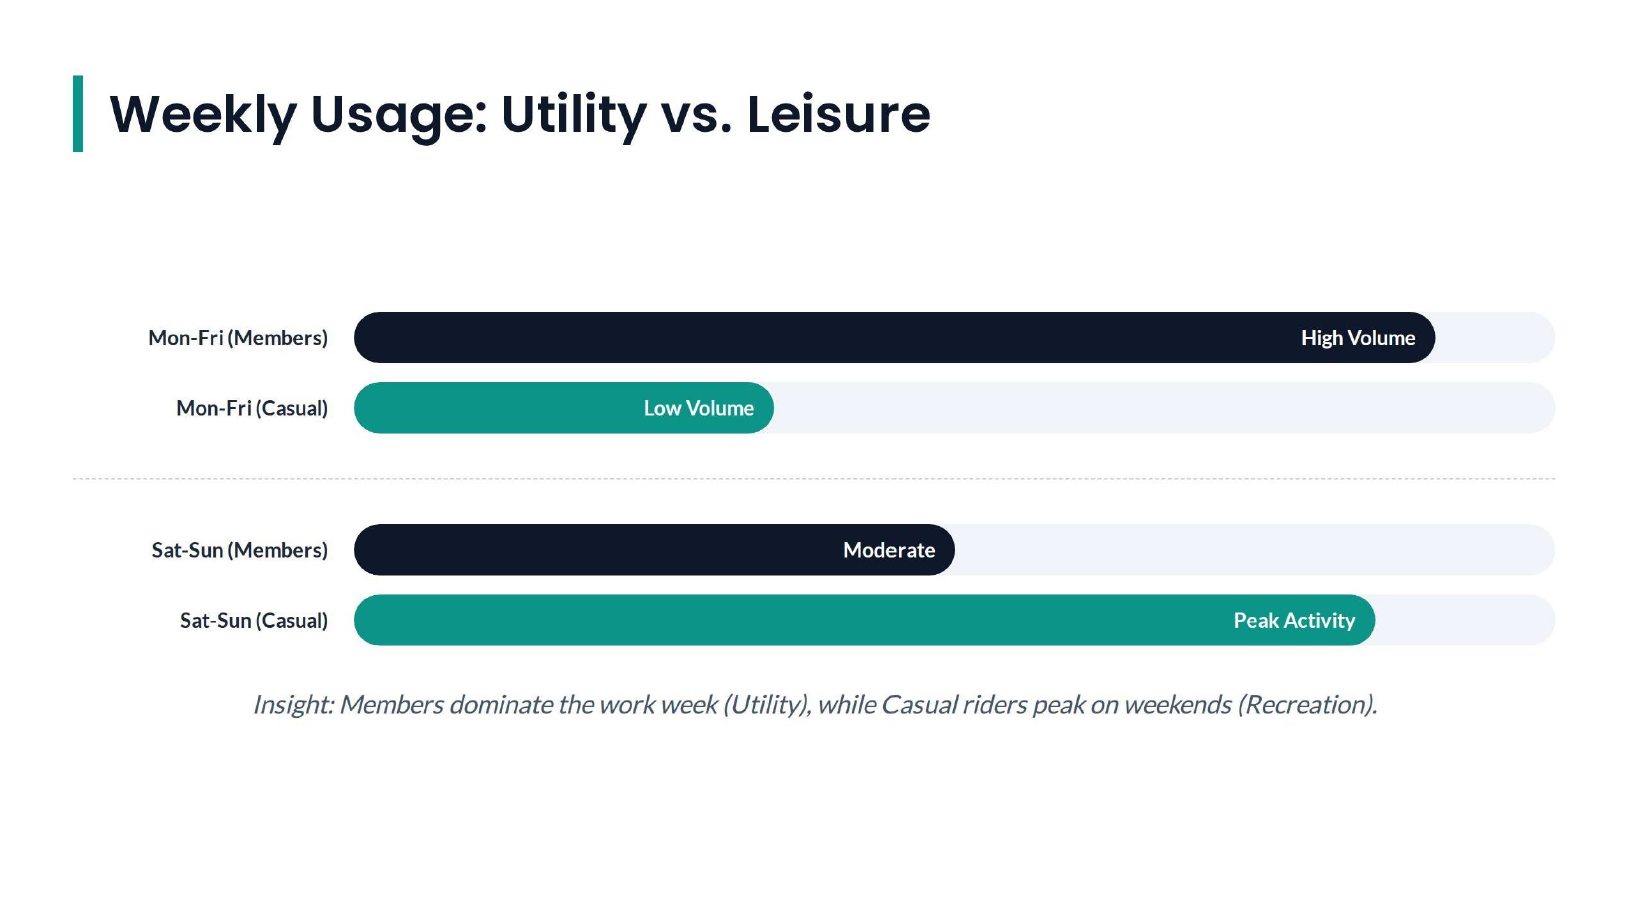 Weekly Usage: Utility vs. Leisure
Mon-Fri (Members)
High Volume
Mon-Fri (Casual)
Low Volume
Sat-Sun (Members)
Moderate
Sat-Sun (Casual)
Peak Activity
Insight: Members dominate the work week (Utility), while Casual riders peak on weekends (Recreation).